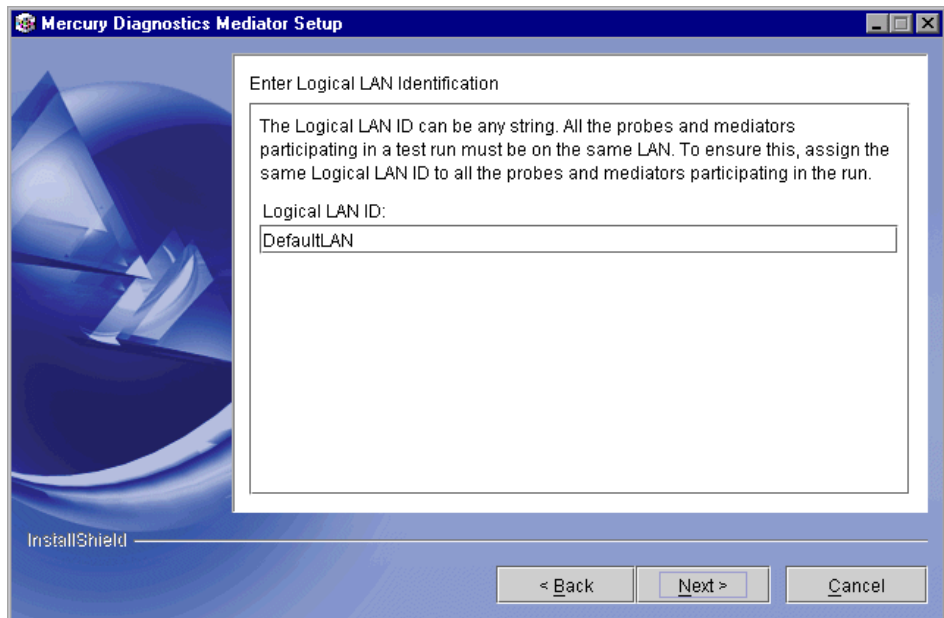 Mercury Diagnostics Mediator Setup
Enter Logical LAN Identification
The Logical LAN ID can be any string. All the probes and mediators
participating in a test run must be on the same LAN. To ensure this, assign the
same Logical LAN ID to all the probes and mediators participating in the run.
Logical LAN ID:
DefaultLAN
InstallShield
< Back
Next >
Cancel